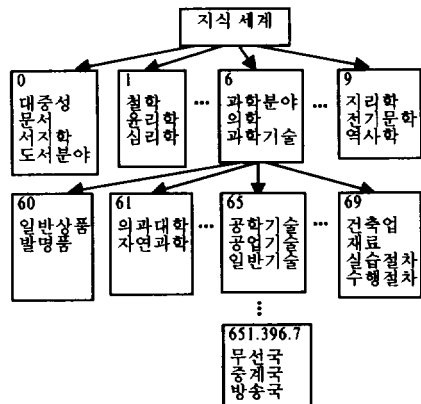 지식 세계
0
대중성
문서
서지학
도서분야
1
철학
윤리학
심리학
...
6
과학분야
의학
과학기술
...
9
지리학
전기문학
역사학
60
일반상품
발명품
61
의과대학
자연과학
...
65
공학기술
공업기술
일반기술
...
69
건축업
재료
실습절차
수행절차
651.396.7
무선국
중계국
방송국